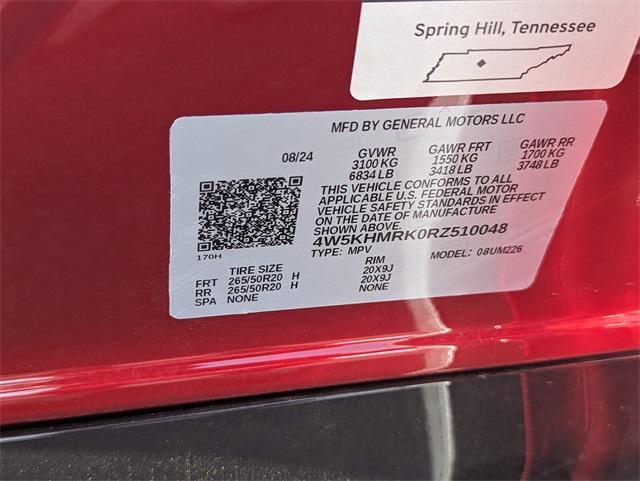 Spring Hill, Tennessee
MFD BY GENERAL MOTORS LLC
08/24 GVWR GAWR FRT GAWR RR
3100 KG 1550 KG 1700 KG
6834 LB 3418 LB 3748 LB
THIS VEHICLE CONFORMS TO ALL
APPLICABLE U.S. FEDERAL MOTOR
VEHICLE SAFETY STANDARDS IN EFFECT
ON THE DATE OF MANUFACTURE
SHOWN ABOVE.
4W5KHMRK0RZ510048
170H TYPE: MPV MODEL: 08UM226
TIRE SIZE RIM
FRT 265/50R20 H 20X9J
RR 265/50R20 H 20X9J
SPA NONE NONE